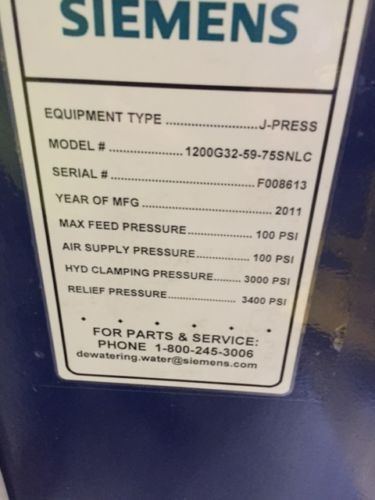 SIEMENS
EQUIPMENT TYPE ..................... J-PRESS
MODEL # ................ 1200G32-59-75SNLC
SERIAL # ................................ F008613
YEAR OF MFG .............................. 2011
MAX FEED PRESSURE .............. 100 PSI
AIR SUPPLY PRESSURE ............. 100 PSI
HYD CLAMPING PRESSURE ........ 3000 PSI
RELIEF PRESSURE .................... 3400 PSI
• • • • • •
FOR PARTS & SERVICE:
PHONE 1-800-245-3006
dewatering.water@siemens.com